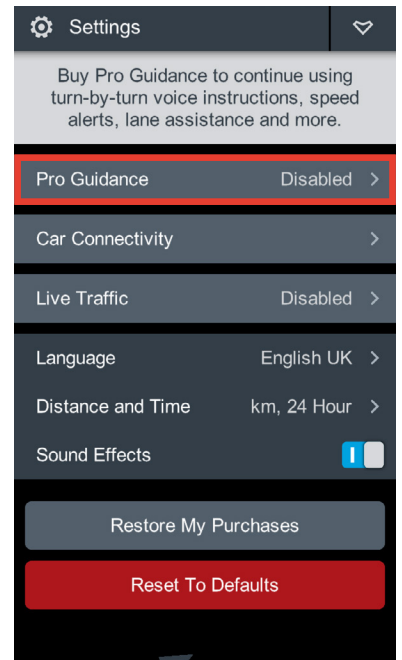 Settings
Buy Pro Guidance to continue using
turn-by-turn voice instructions, speed
alerts, lane assistance and more.
Pro Guidance Disabled
Car Connectivity
Live Traffic Disabled
Language English UK
Distance and Time km, 24 Hour
Sound Effects
Restore My Purchases
Reset To Defaults